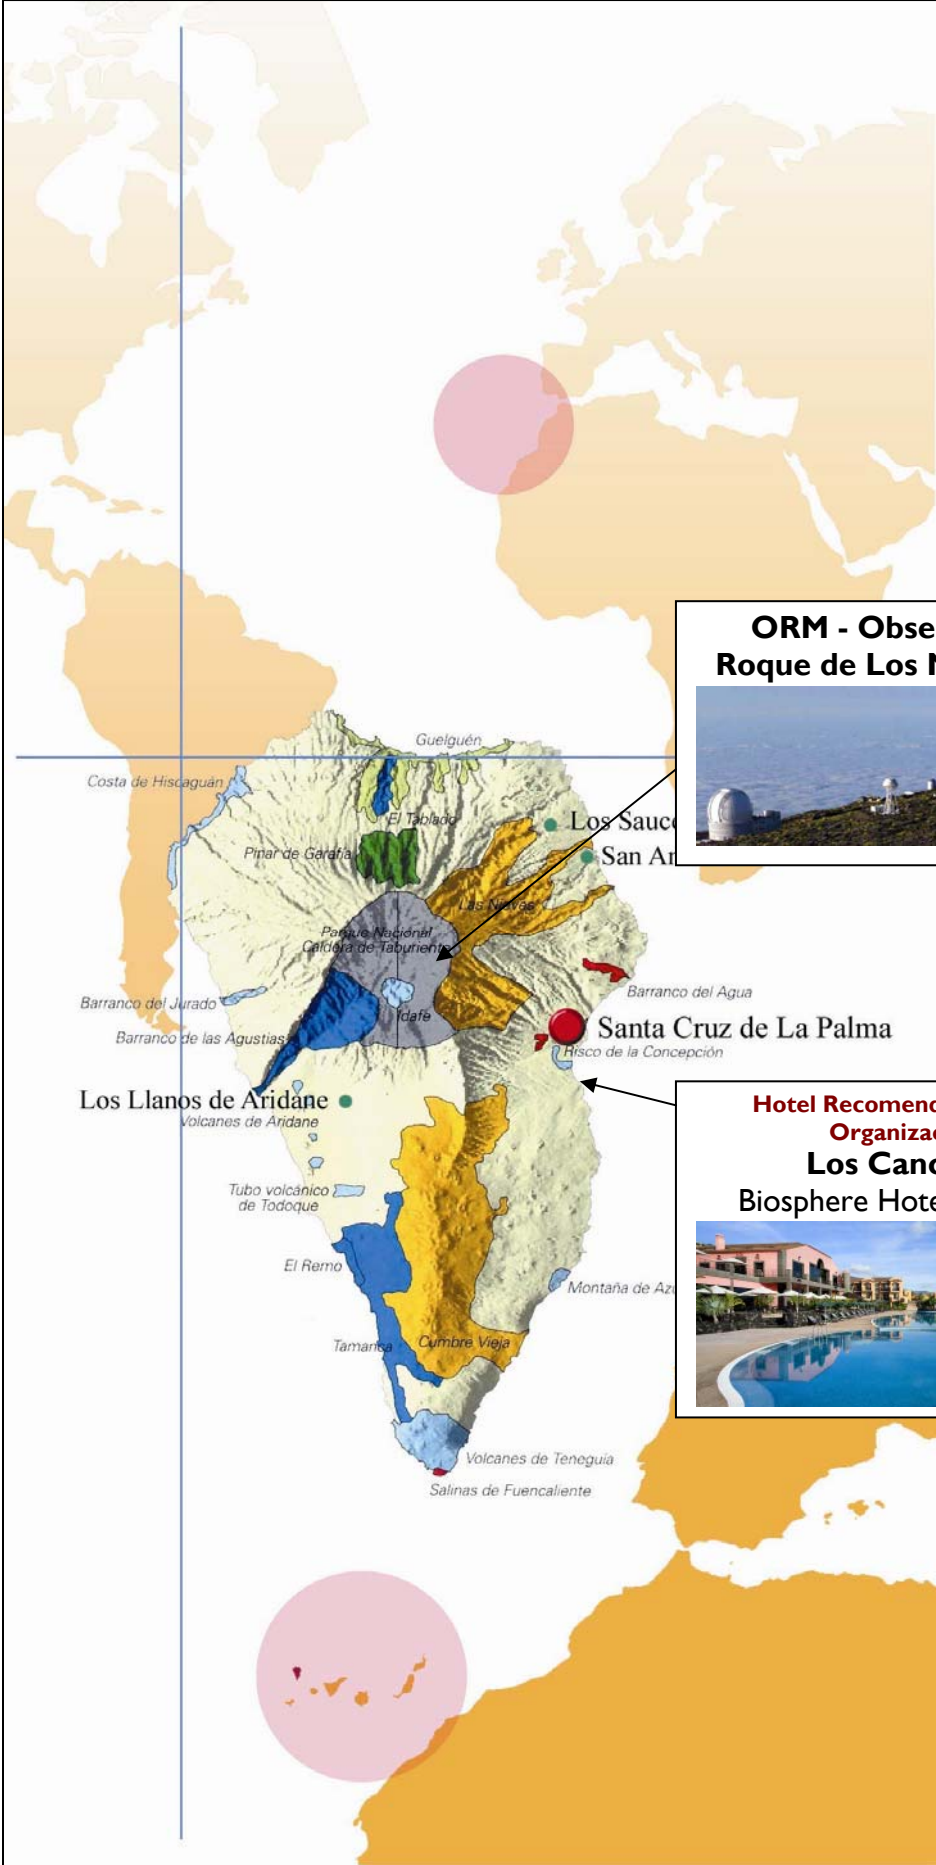 ORM - Obse
Roque de Los N
Guelguén
Costa de Hiscaguán
El Tablado
Los Sauce
Pinar de Garafía
San An
Las Nieves
Parque Nacional
Caldera de Taburiente
Barranco del Agua
Barranco del Jurado
Idafe
Santa Cruz de La Palma
Barranco de las Agustias
Risco de la Concepción
Los Llanos de Aridane
Volcanes de Aridane
Hotel Recomend
Organizac
Los Canc
Biosphere Hote
Tubo volcánico
de Todoque
El Remo
Montaña de Azu
Tamanca
Cumbre Vieja
Volcanes de Teneguía
Salinas de Fuencaliente